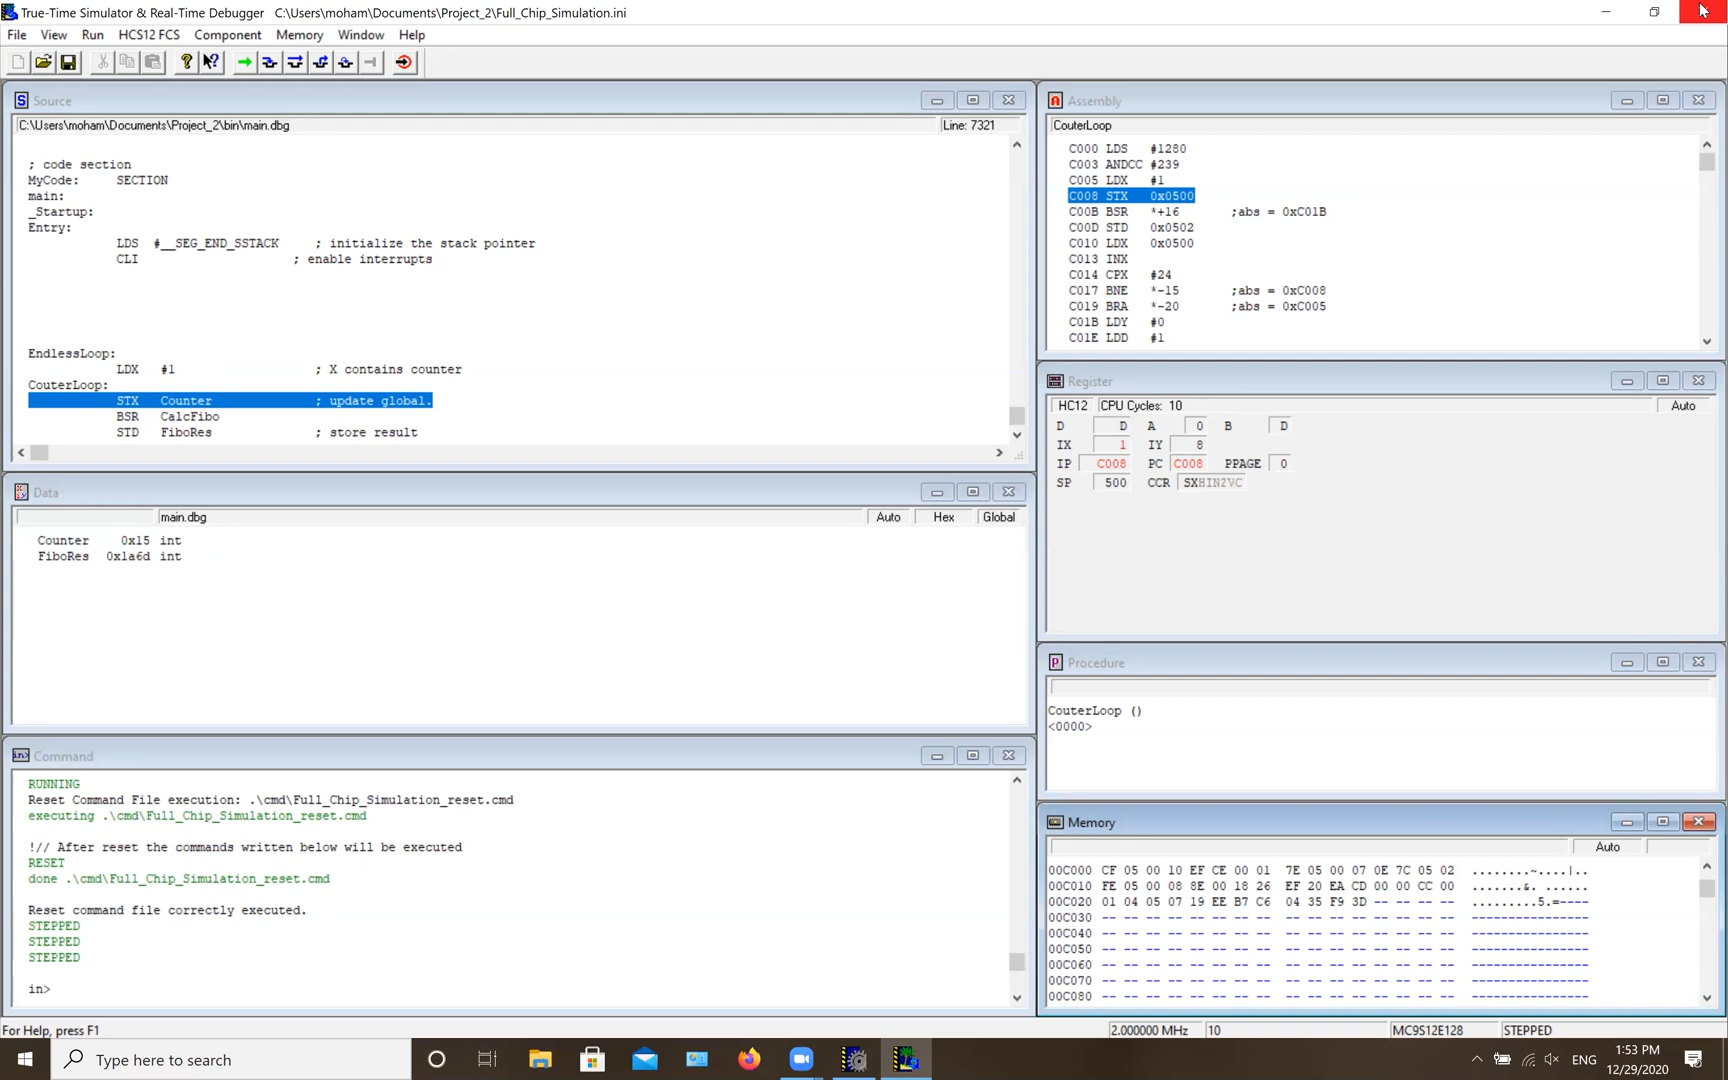 True-Time Simulator & Real-Time Debugger C:\Users\moham\Documents\Project_2\Full_Chip_Simulation.ini
File View Run HCS12 FCS Component Memory Window Help
Source
C:\Users\moham\Documents\Project_2\bin\main.dbg Line: 7321
; code section
MyCode: SECTION
main:
_Startup:
Entry:
LDS #__SEG_END_SSTACK ; initialize the stack pointer
CLI ; enable interrupts
EndlessLoop:
LDX #1 ; X contains counter
CouterLoop:
STX Counter ; update global.
BSR CalcFibo
STD FiboRes ; store result
Assembly
CouterLoop
C000 LDS #1280
C003 ANDCC #239
C005 LDX #1
C008 STX 0x0500
C00B BSR *+16 ;abs = 0xC01B
C00D STD 0x0502
C010 LDX 0x0500
C013 INX
C014 CPX #24
C017 BNE *-15 ;abs = 0xC008
C019 BRA *-20 ;abs = 0xC005
C01B LDY #0
C01E LDD #1
Register
HC12 CPU Cycles: 10 Auto
D D A 0 B D
IX 1 IY 8
IP C008 PC C008 PPAGE 0
SP 500 CCR SXHINZVC
Data
main.dbg Auto Hex Global
Counter 0x15 int
FiboRes 0x1a6d int
Procedure
CouterLoop ()
<0000>
Command
RUNNING
Reset Command File execution: .\cmd\Full_Chip_Simulation_reset.cmd
executing .\cmd\Full_Chip_Simulation_reset.cmd
!// After reset the commands written below will be executed
RESET
done .\cmd\Full_Chip_Simulation_reset.cmd
Reset command file correctly executed.
STEPPED
STEPPED
STEPPED
in>
Memory
Auto
00C000 CF 05 00 10 EF CE 00 01 7E 05 00 07 0E 7C 05 02 ........~....|..
00C010 FE 05 00 08 8E 00 18 26 EF 20 EA CD 00 00 CC 00 .......&. ......
00C020 01 04 05 07 19 EE B7 C6 04 35 F9 3D -- -- -- -- .........5.=----
00C030 -- -- -- -- -- -- -- -- -- -- -- -- -- -- -- -- ----------------
00C040 -- -- -- -- -- -- -- -- -- -- -- -- -- -- -- -- ----------------
00C050 -- -- -- -- -- -- -- -- -- -- -- -- -- -- -- -- ----------------
00C060 -- -- -- -- -- -- -- -- -- -- -- -- -- -- -- -- ----------------
00C070 -- -- -- -- -- -- -- -- -- -- -- -- -- -- -- -- ----------------
00C080 -- -- -- -- -- -- -- -- -- -- -- -- -- -- -- -- ----------------
For Help, press F1 2.000000 MHz 10 MC9S12E128 STEPPED
Type here to search
ENG
1:53 PM
12/29/2020